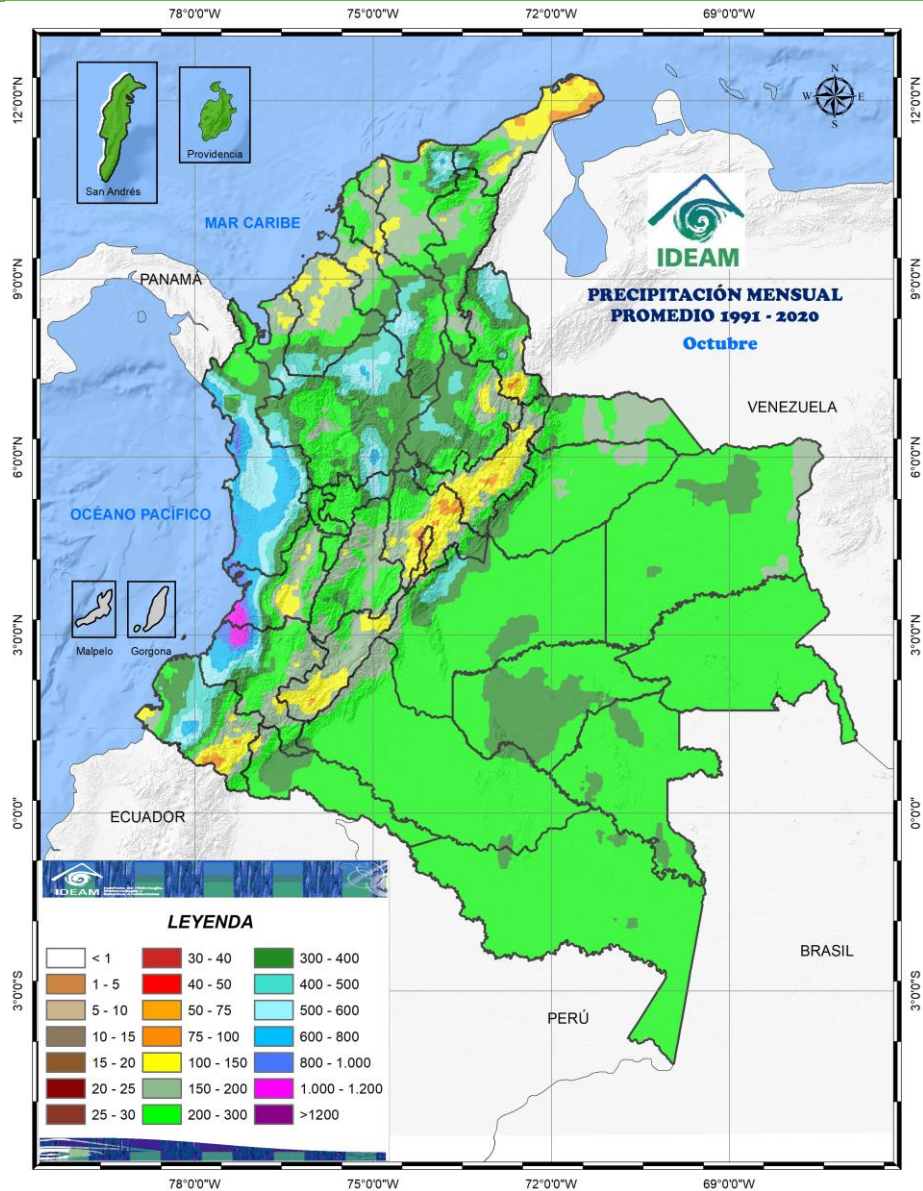 78°0'0"W 75°0'0"W 72°0'0"W 69°0'0"W
12°0'0"N
12°0'0"N
N
W E
S
San Andrés
Providencia
MAR CARIBE
IDEAM
9°0'0"N
PANAMÁ
9°0'0"N
PRECIPITACIÓN MENSUAL
PROMEDIO 1991 - 2020
Octubre
VENEZUELA
6°0'0"N
6°0'0"N
OCÉANO PACÍFICO
Malpelo
Gorgona
3°0'0"N
3°0'0"N
ECUADOR
0°0'0"
0°0'0"
IDEAM
LEYENDA
< 1
1 - 5
5 - 10
10 - 15
15 - 20
20 - 25
25 - 30
30 - 40
40 - 50
50 - 75
75 - 100
100 - 150
150 - 200
200 - 300
300 - 400
400 - 500
500 - 600
600 - 800
800 - 1.000
1.000 - 1.200
>1200
BRASIL
3°0'0"S
3°0'0"S
PERÚ
78°0'0"W 75°0'0"W 72°0'0"W 69°0'0"W